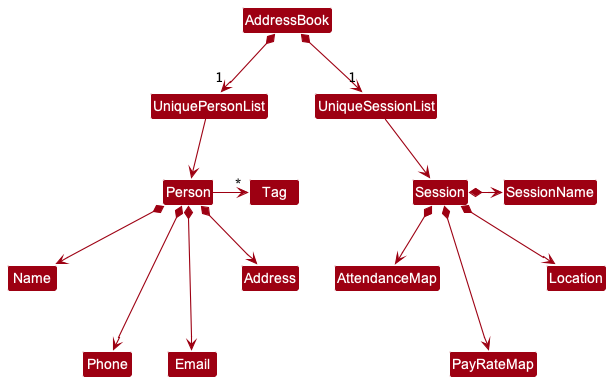 AddressBook
1
1
UniquePersonList
UniqueSessionList
*
Person
Tag
Session
SessionName
Name
Address
AttendanceMap
Location
Phone
Email
PayRateMap